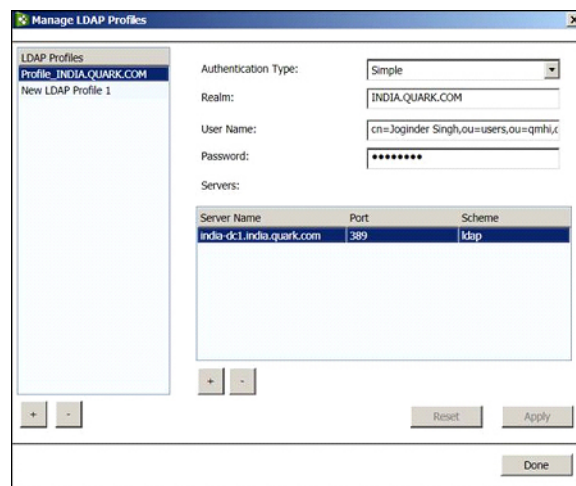 Manage LDAP Profiles
LDAP Profiles
Profile_INDIA.QUARK.COM
New LDAP Profile 1
Authentication Type:
Simple
Realm:
INDIA.QUARK.COM
User Name:
cn=Joginder Singh,ou=users,ou=qmhi,c
Password:
••••••••
Servers:
Server Name Port Scheme
india-dc1.india.quark.com 389 ldap
+ -
+ -
Reset Apply
Done